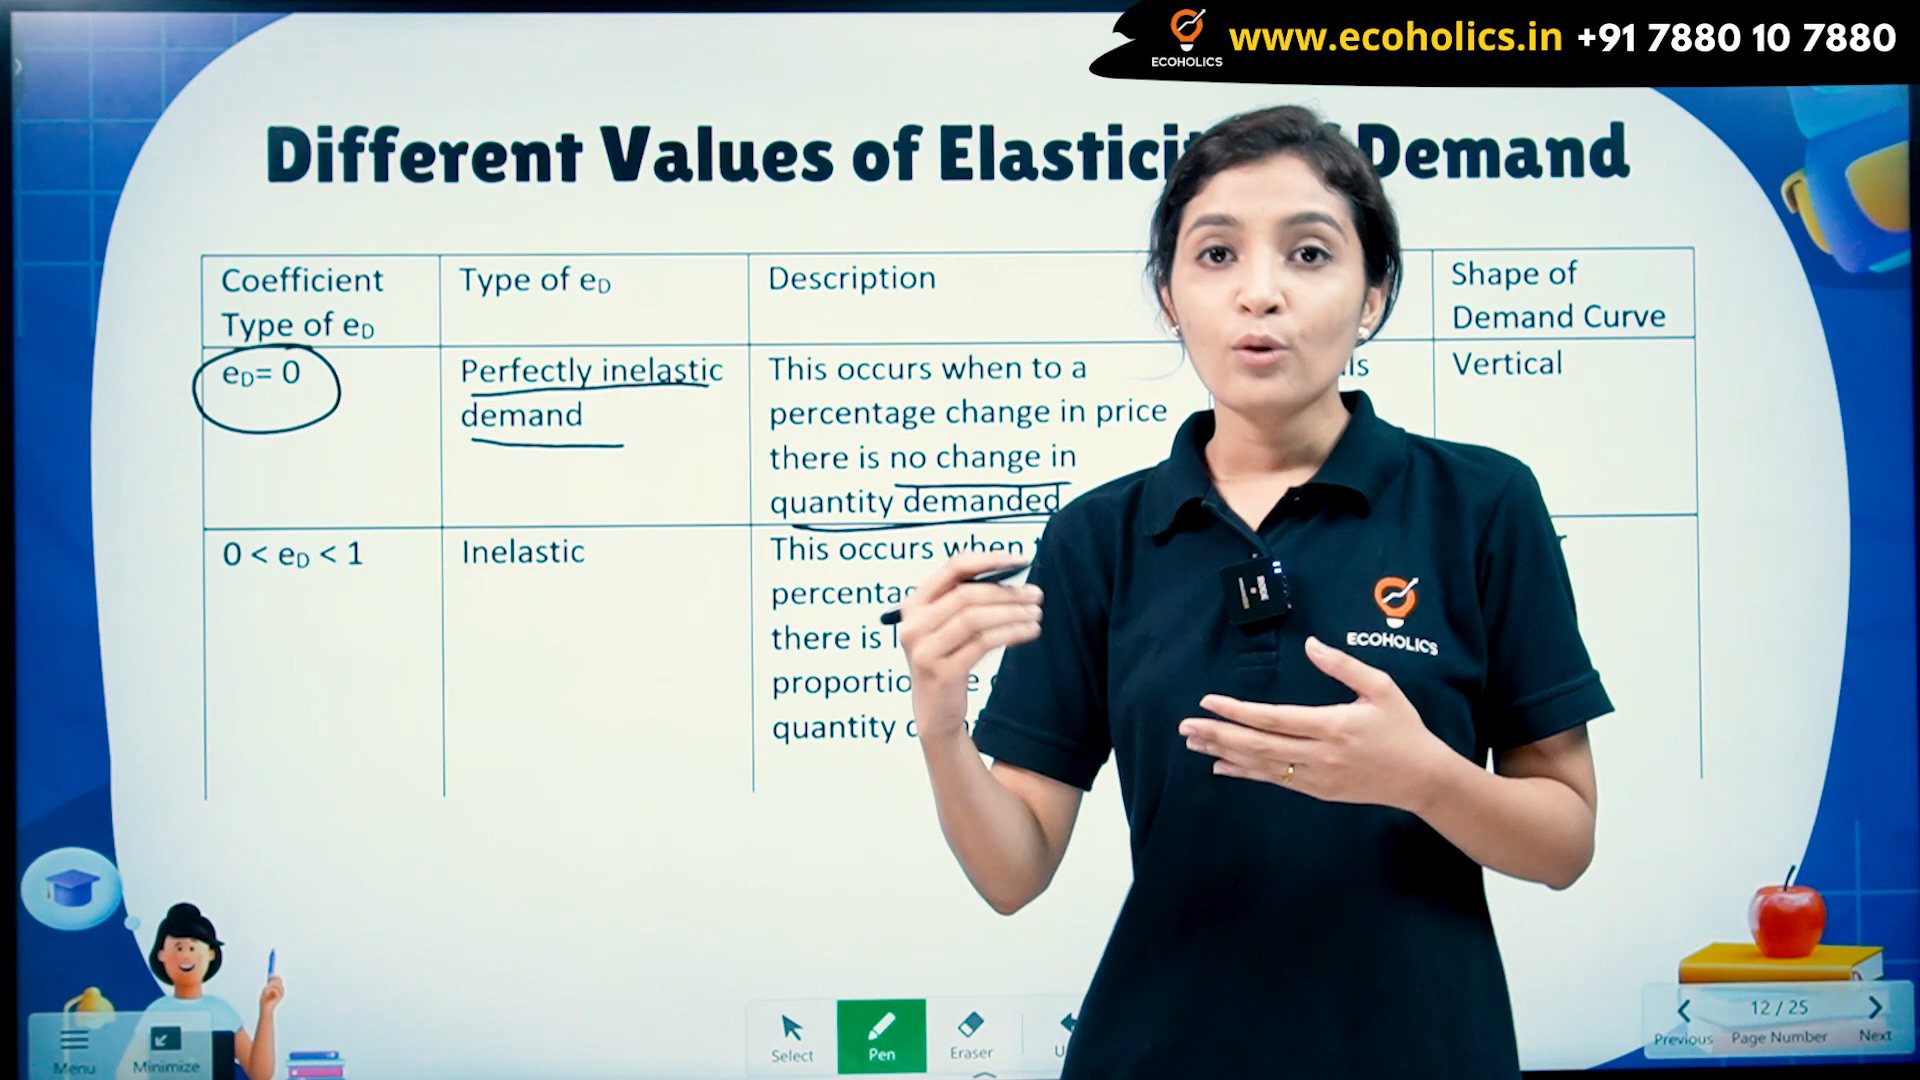 ECOHOLICS
www.ecoholics.in +91 7880 10 7880
Different Values of Demand
Coefficient
Type of eD
Type of eD
Description
Shape of
Demand Curve
eD= 0
Perfectly inelastic
demand
This occurs when to a
percentage change in price
there is no change in
quantity demanded
Vertical
0 < eD < 1
Inelastic
This occurs when
there is
quantity
ECOHOLICS
Menu
Minimize
Select
Pen
Eraser
Previous
12 / 25
Page Number
Next